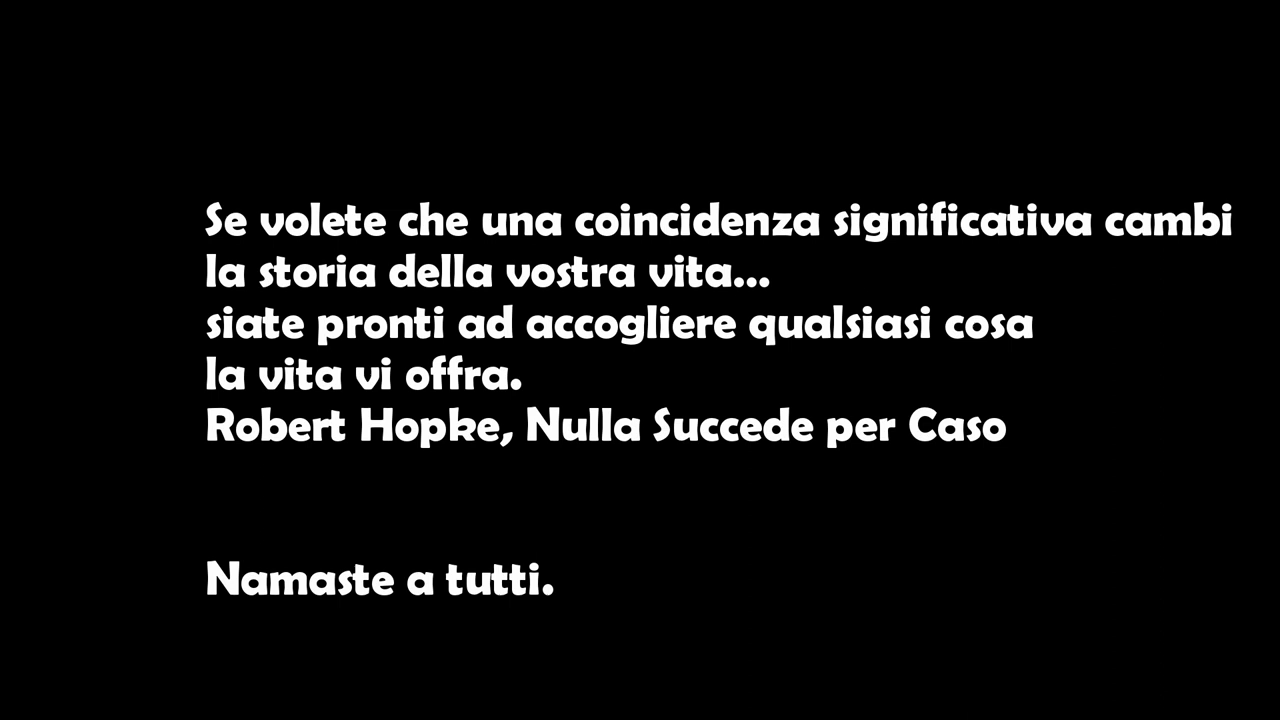 Se volete che una coincidenza significativa cambi
la storia della vostra vita...
siate pronti ad accogliere qualsiasi cosa
la vita vi offra.
Robert Hopke, Nulla Succede per Caso
Namaste a tutti.